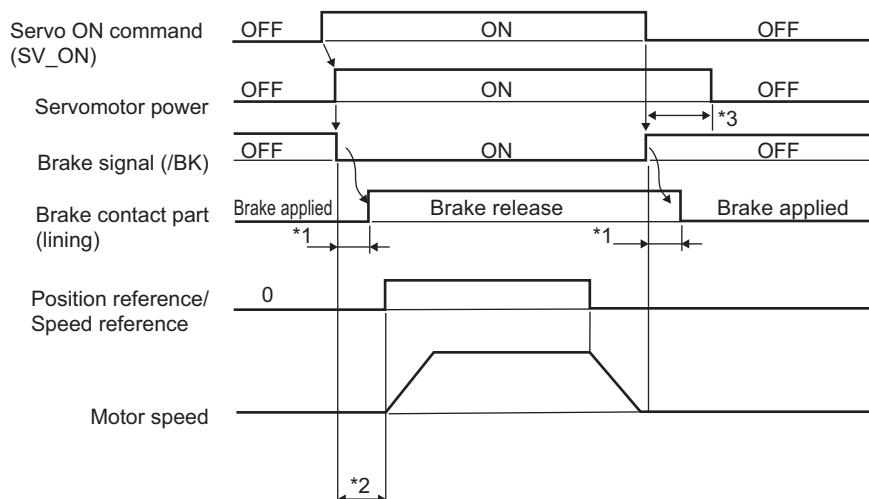 Servo ON command
(SV_ON)
OFF ON OFF
Servomotor power
OFF ON OFF
*3
Brake signal (/BK)
OFF ON OFF
Brake contact part
(lining)
Brake applied Brake release Brake applied
*1 *1
Position reference/
Speed reference
0
Motor speed
*2